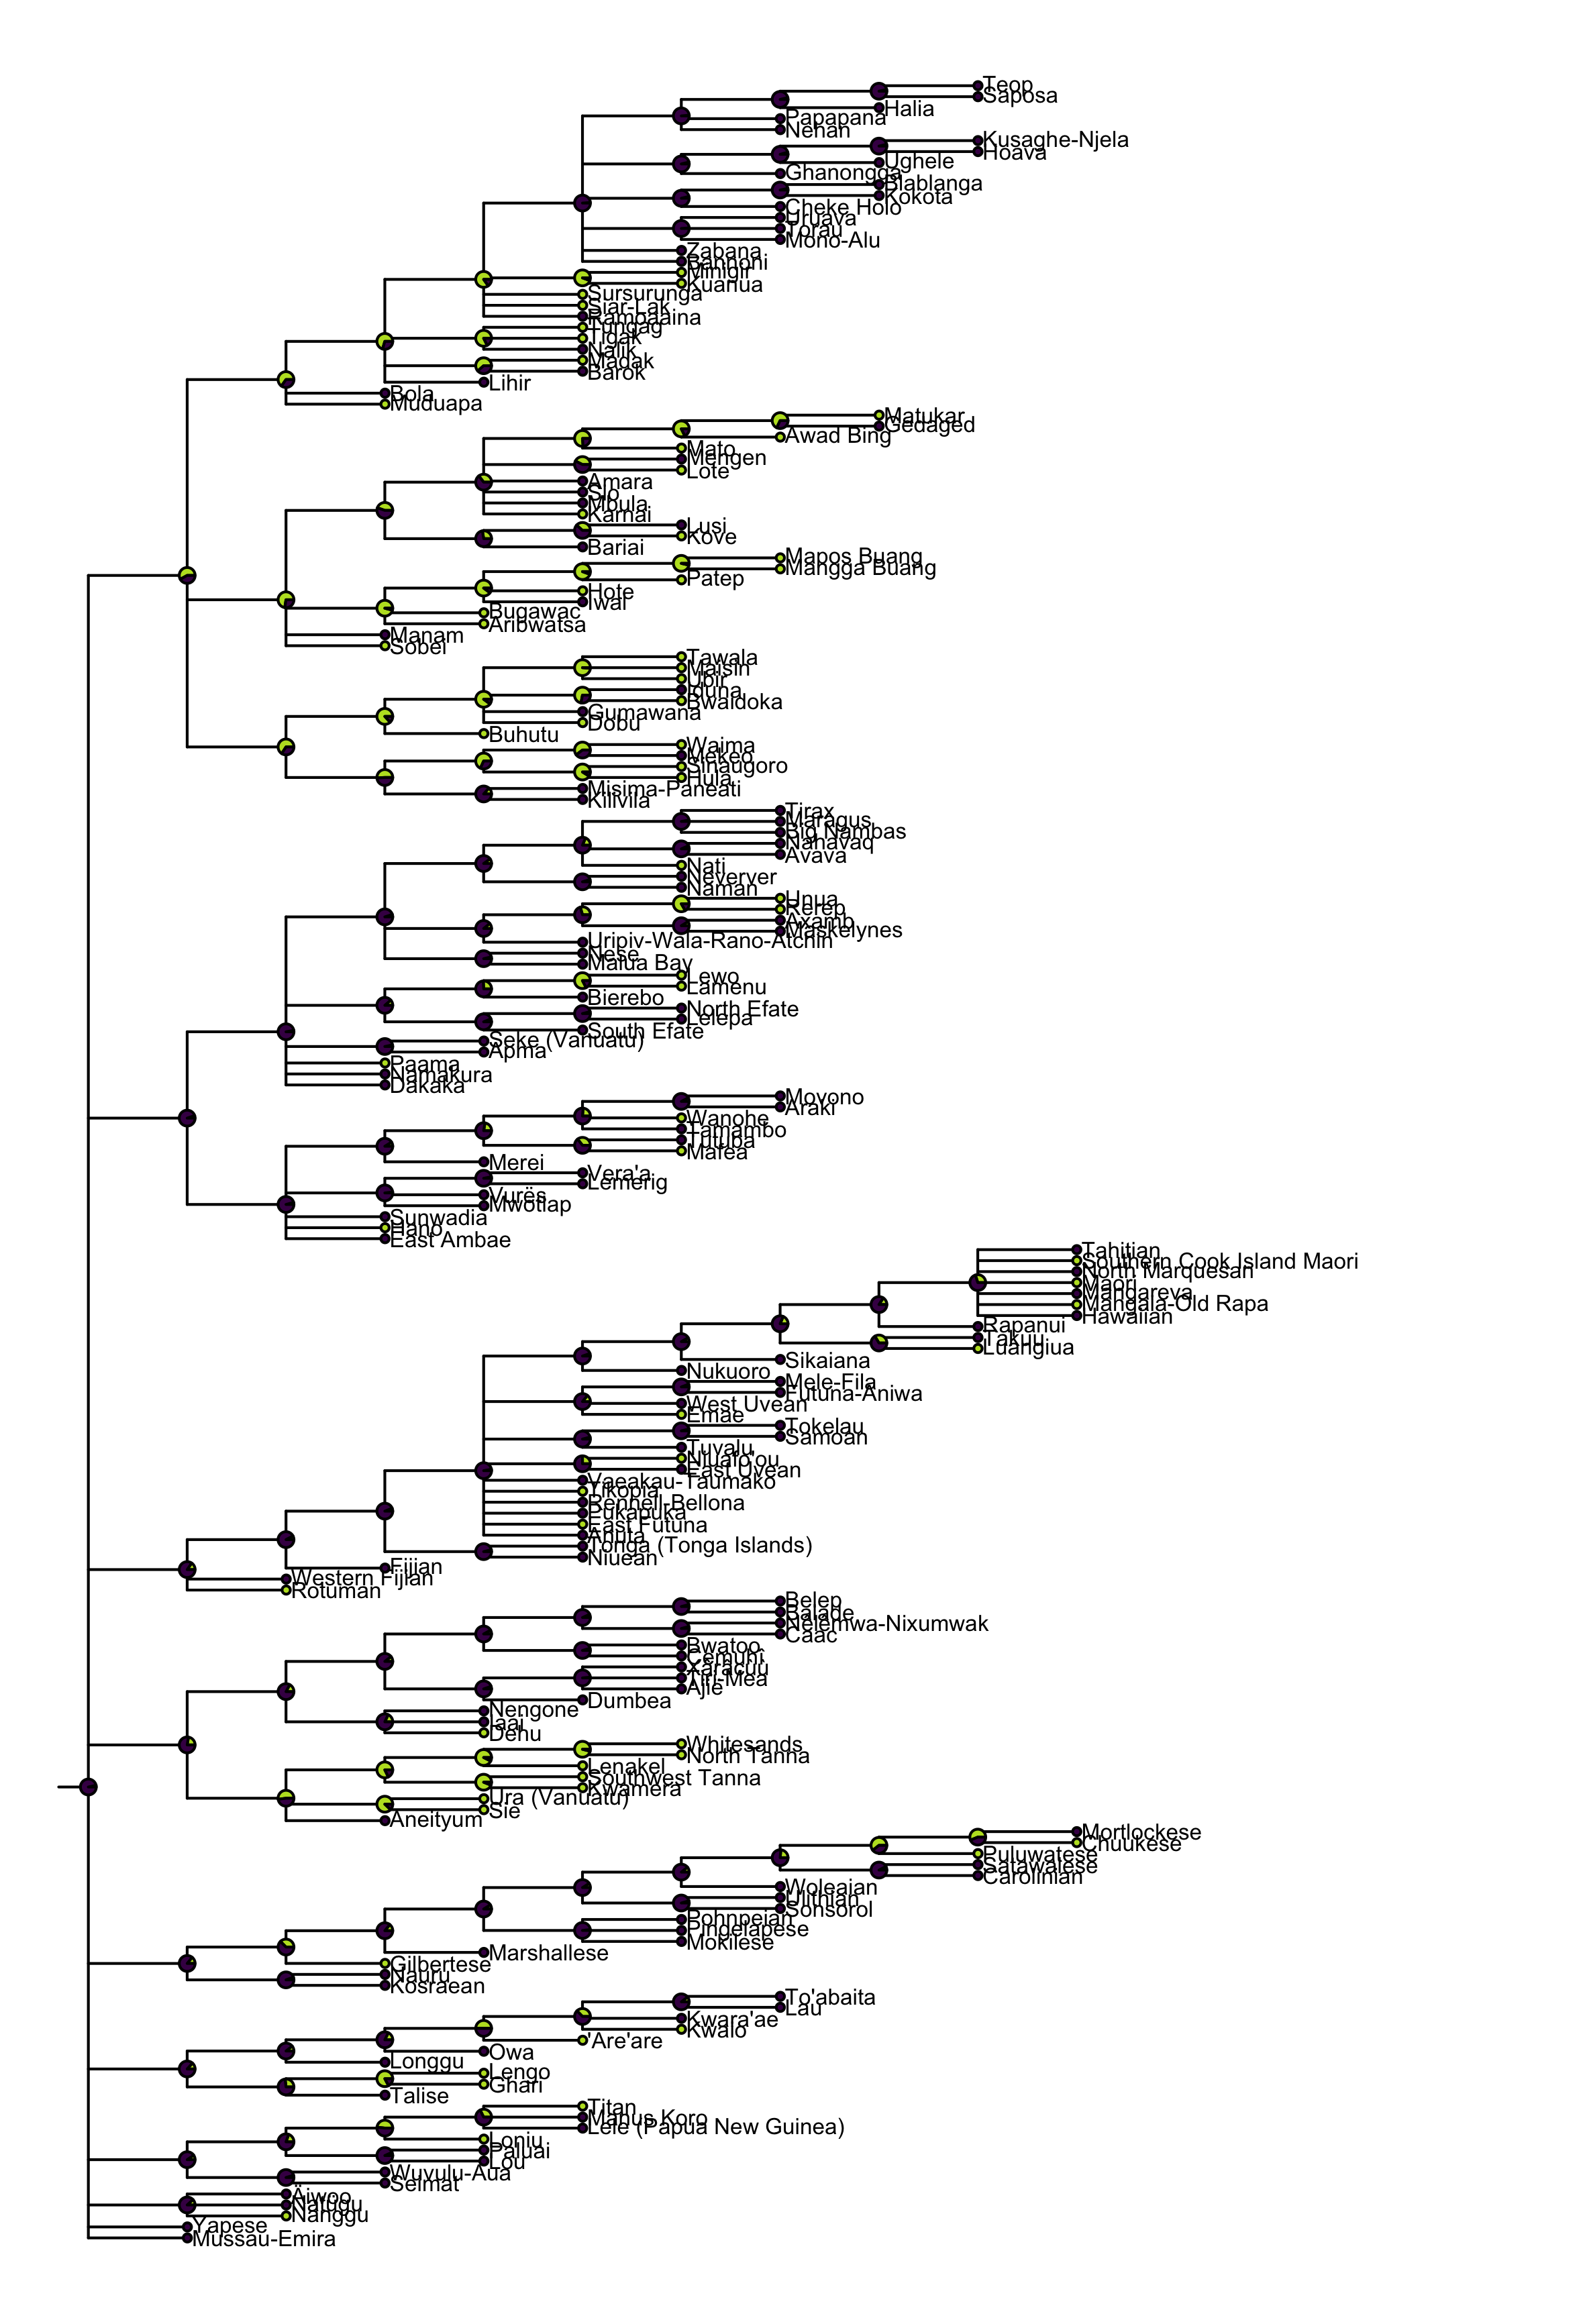 Teop
Saposa
Halia
Papapana
Nehan
Kusaghe-Njela
Hoava
Ughele
Ghanongga
Blablanga
Kokota
Cheke Holo
Uruava
Torau
Mono-Alu
Zabana
Bannoni
Minigir
Kuanua
Sursurunga
Siar-Lak
Ramoaaina
Tungag
Tigak
Nalik
Madak
Barok
Lihir
Bola
Muduapa
Matukar
Gedaged
Awad Bing
Mato
Mengen
Lote
Amara
Sio
Mbula
Karnai
Lusi
Kove
Bariai
Mapos Buang
Mangga Buang
Patep
Hote
Iwal
Bugawac
Aribwatsa
Manam
Sobei
Tawala
Maisin
Ubir
Iduna
Bwaidoka
Gumawana
Dobu
Buhutu
Waima
Mekeo
Sinaugoro
Hula
Misima-Paneati
Kilivila
Tirax
Maragus
Big Nambas
Nahavaq
Avava
Nati
Neverver
Naman
Unua
Rerep
Axamb
Maskelynes
Uripiv-Wala-Rano-Atchin
Nese
Malua Bay
Lewo
Lamenu
Bierebo
North Efate
Lelepa
South Efate
Seke (Vanuatu)
Apma
Paama
Namakura
Dakaka
Movono
Araki
Wanohe
Tamambo
Tutuba
Mafea
Merei
Vera'a
Lemerig
Vurës
Mwotlap
Sunwadia
Hano
East Ambae
Tahitian
Southern Cook Island Maori
North Marquesan
Maori
Mangareva
Mangaia-Old Rapa
Hawaiian
Rapanui
Takuu
Luangiua
Sikaiana
Nukuoro
Mele-Fila
Futuna-Aniwa
West Uvean
Emae
Tokelau
Samoan
Tuvalu
Niuafo'ou
East Uvean
Vaeakau-Taumako
Tikopia
Rennell-Bellona
Pukapuka
East Futuna
Anuta
Tonga (Tonga Islands)
Niuean
Fijian
Western Fijian
Rotuman
Belep
Balade
Nelemwa-Nixumwak
Caac
Bwatoo
Cemuhî
Xârâcùù
Tiri-Mea
Ajië
Dumbea
Nengone
Iaai
Dehu
Whitesands
North Tanna
Lenakel
Southwest Tanna
Kwamera
Ura (Vanuatu)
Sie
Aneityum
Mortlockese
Chuukese
Puluwatese
Satawalese
Carolinian
Woleaian
Ulithian
Sonsorol
Pohnpeian
Pingelapese
Mokilese
Marshallese
Gilbertese
Nauru
Kosraean
To'abaita
Lau
Kwara'ae
Kwaio
'Are'are
Owa
Longgu
Lengo
Ghari
Talise
Titan
Manus Koro
Lele (Papua New Guinea)
Loniu
Paluai
Lou
Wuvulu-Aua
Seimat
Äiwoo
Natügu
Nanggu
Yapese
Mussau-Emira